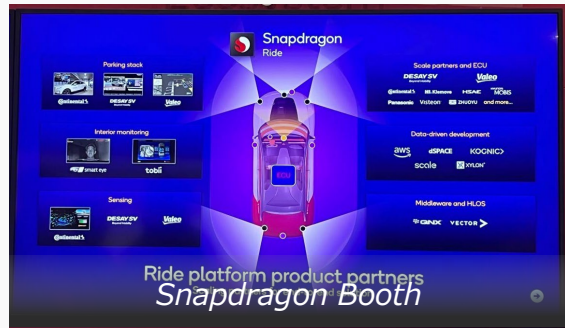 Snapdragon
Ride
Parking stack
Continental
DESAY SV
Valeo
Interior monitoring
smart eye
tobii
Sensing
Continental
DESAY SV
Valeo
ECU
Scale partners and ECU
DESAY SV
Valeo
Continental
Mt.Klemove
HSAE
MOBIS
Panasonic
Visteon
ZHUOYU
and more...
Data-driven development
aws
dSPACE
KOGNIC
scale
XYLON
Middleware and HLOS
QNX
VECTOR
Ride platform product partners
Snapdragon Booth